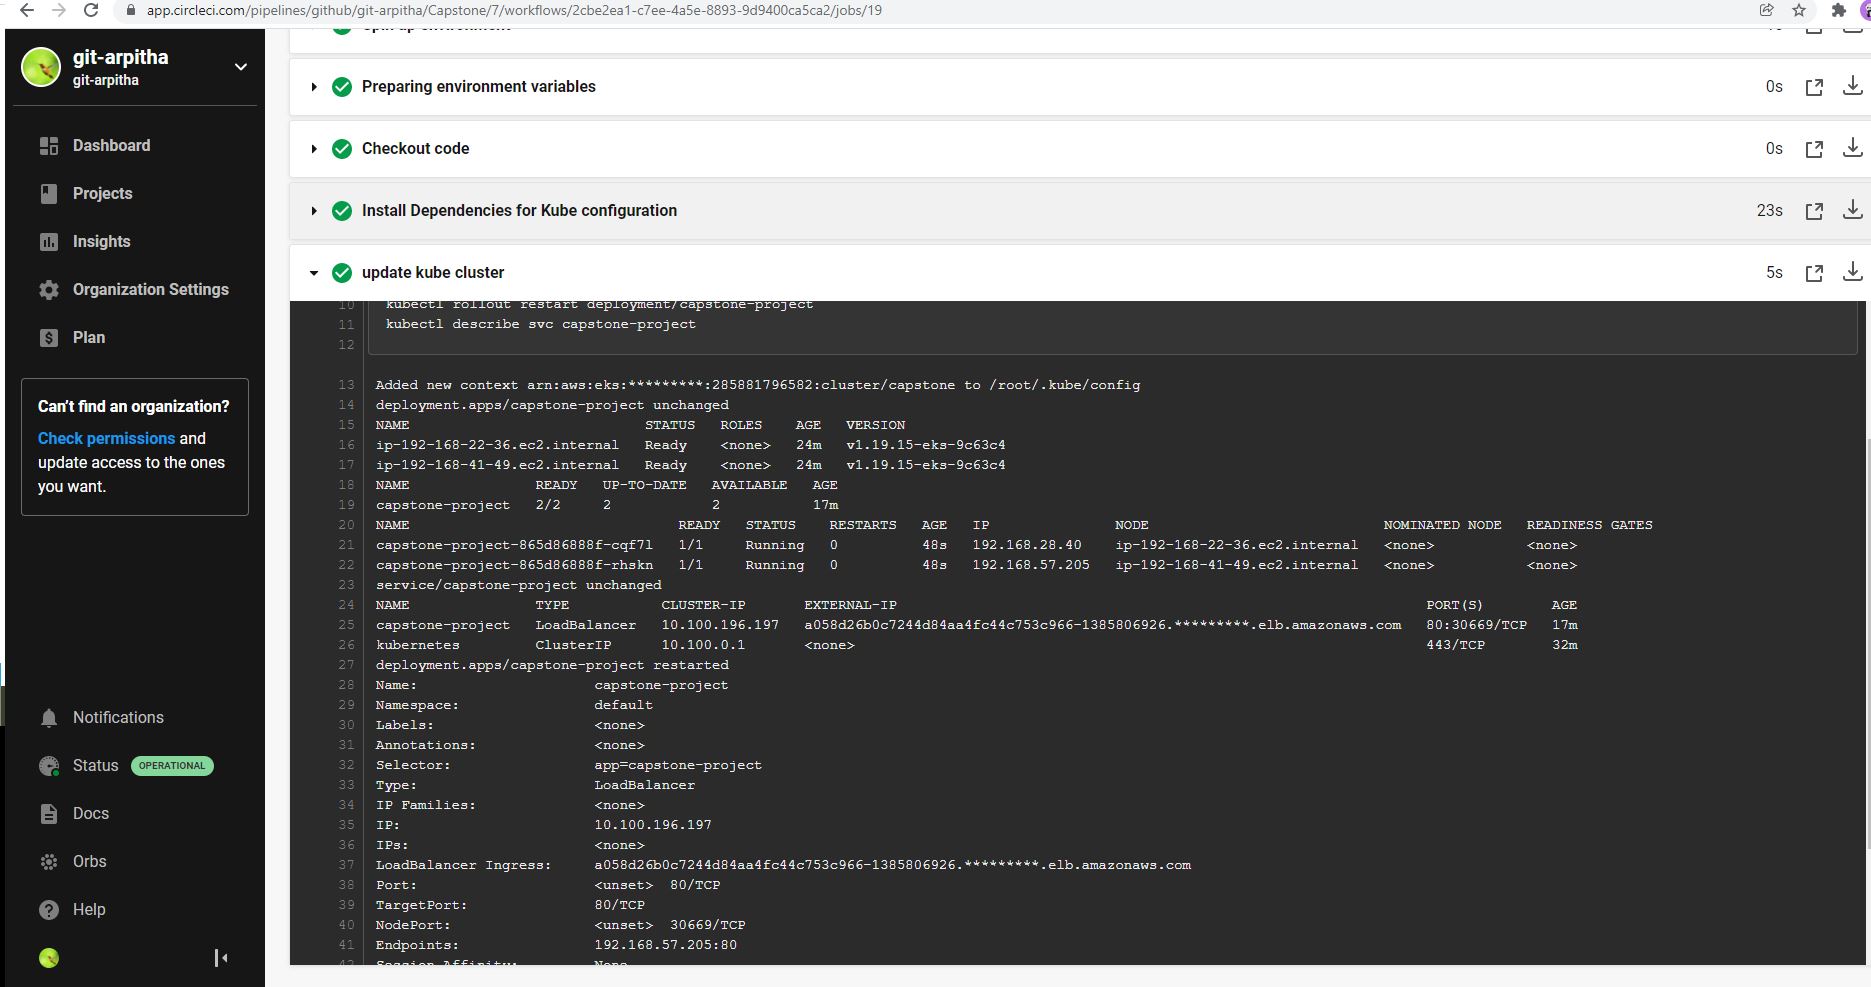 app.circleci.com/pipelines/github/git-arpitha/Capstone/7/workflows/2cbe2ea1-c7ee-4a5e-8893-9d9400ca5ca2/jobs/19
git-arpitha
git-arpitha
Dashboard
Projects
Insights
Organization Settings
Plan
Can't find an organization?
Check permissions and
update access to the ones
you want.
Notifications
Status OPERATIONAL
Docs
Orbs
Help
Spin up environment
Preparing environment variables 0s
Checkout code 0s
Install Dependencies for Kube configuration 23s
update kube cluster 5s
10 kubectl rollout restart deployment/capstone-project
11 kubectl describe svc capstone-project
12
13 Added new context arn:aws:eks:*********:285881796582:cluster/capstone to /root/.kube/config
14 deployment.apps/capstone-project unchanged
15 NAME STATUS ROLES AGE VERSION
16 ip-192-168-22-36.ec2.internal Ready <none> 24m v1.19.15-eks-9c63c4
17 ip-192-168-41-49.ec2.internal Ready <none> 24m v1.19.15-eks-9c63c4
18 NAME READY UP-TO-DATE AVAILABLE AGE
19 capstone-project 2/2 2 2 17m
20 NAME READY STATUS RESTARTS AGE IP NODE NOMINATED NODE READINESS GATES
21 capstone-project-865d86888f-cqf7l 1/1 Running 0 48s 192.168.28.40 ip-192-168-22-36.ec2.internal <none> <none>
22 capstone-project-865d86888f-rhskn 1/1 Running 0 48s 192.168.57.205 ip-192-168-41-49.ec2.internal <none> <none>
23 service/capstone-project unchanged
24 NAME TYPE CLUSTER-IP EXTERNAL-IP PORT(S) AGE
25 capstone-project LoadBalancer 10.100.196.197 a058d26b0c7244d84aa4fc44c753c966-1385806926.*********.elb.amazonaws.com 80:30669/TCP 17m
26 kubernetes ClusterIP 10.100.0.1 <none> 443/TCP 32m
27 deployment.apps/capstone-project restarted
28 Name: capstone-project
29 Namespace: default
30 Labels: <none>
31 Annotations: <none>
32 Selector: app=capstone-project
33 Type: LoadBalancer
34 IP Families: <none>
35 IP: 10.100.196.197
36 IPs: <none>
37 LoadBalancer Ingress: a058d26b0c7244d84aa4fc44c753c966-1385806926.*********.elb.amazonaws.com
38 Port: <unset> 80/TCP
39 TargetPort: 80/TCP
40 NodePort: <unset> 30669/TCP
41 Endpoints: 192.168.57.205:80
42 Session Affinity: None